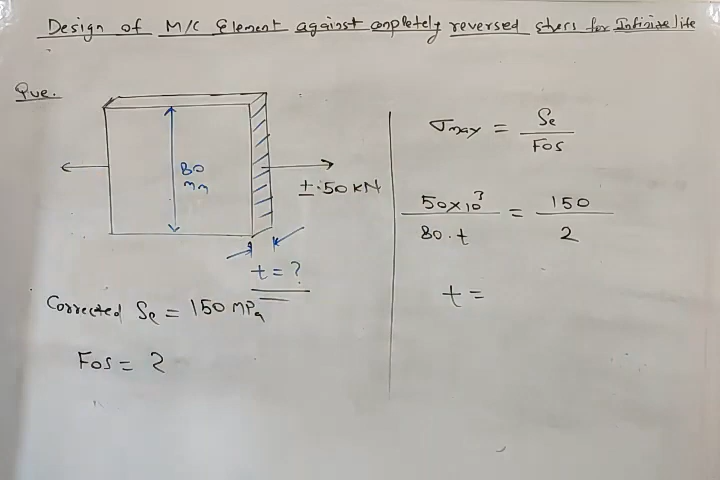 Design of M/C Element against completely reversed stress for Infinite life
Que.
80
mm
± 50 KN
t = ?
Corrected Se = 150 MPa
FOS = 2
σmax = Se / FOS
50×10³ / 80·t = 150 / 2
t =